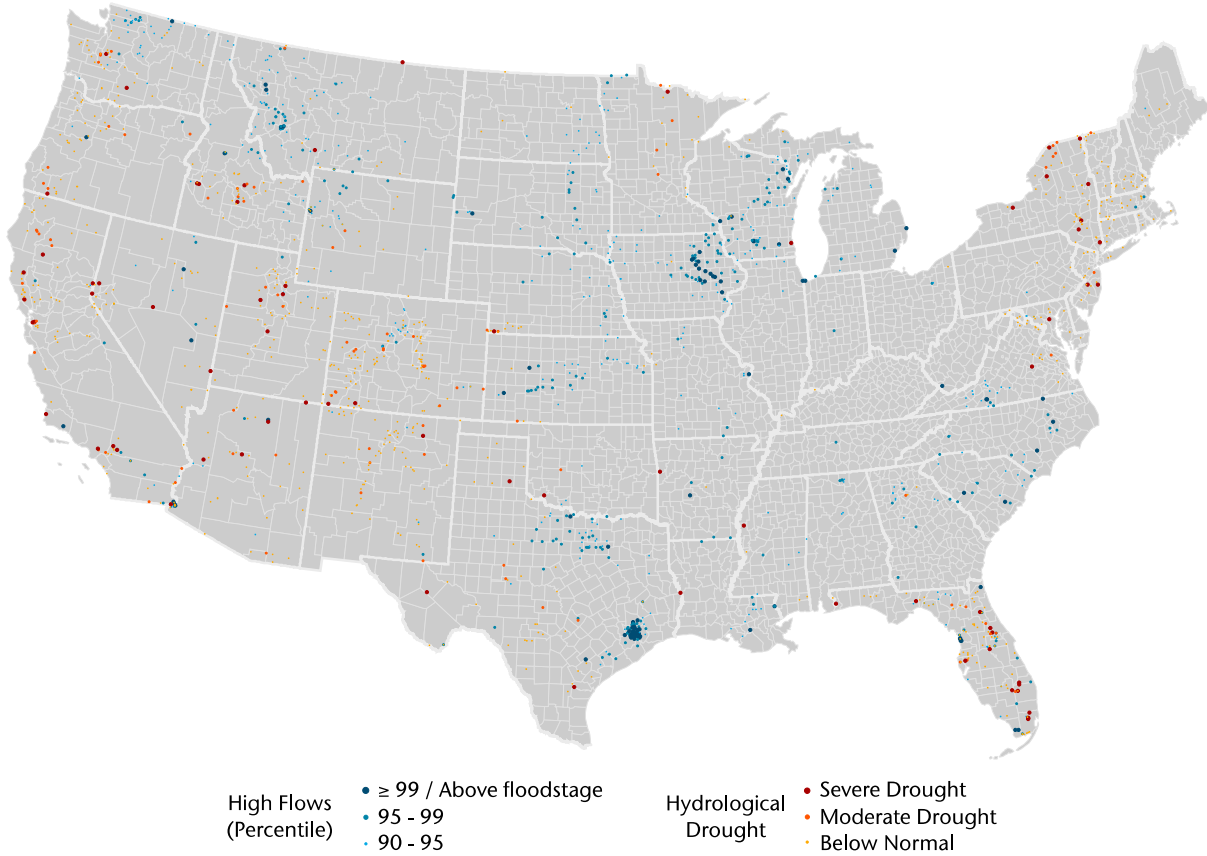 High Flows
(Percentile)
≥ 99 / Above floodstage
95 - 99
90 - 95
Hydrological
Drought
Severe Drought
Moderate Drought
Below Normal